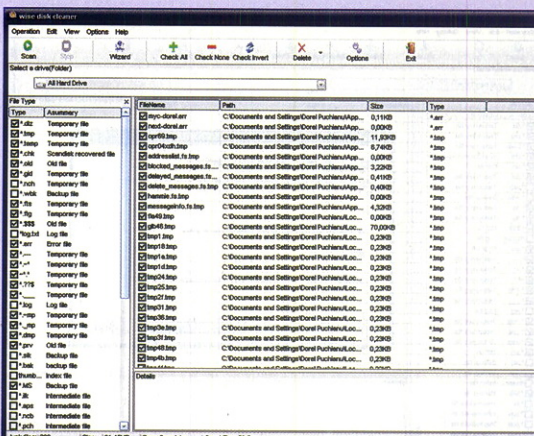 wise disk cleaner
Operation Edit View Options Help
Scan Stop Wizard Check All Check None Check Invert Delete Options Exit
Select a drive(Folder)
All Hard Drive
File Type
Type Asummery
*.diz Temporary file
*.tmp Temporary file
*.temp Temporary file
*.chk Scandisk recovered file
*.old Old file
*.gid Temporary file
*.nch Temporary file
*.wbk Backup file
*.fts Temporary file
*.ftg Temporary file
*.$$$ Old file
*log.txt Log file
*.err Error file
Temporary file
Temporary file
Temporary file
*.??$ Temporary file
Temporary file
*.log Log file
*.~mp Temporary file
*._mp Temporary file
*.dmp Temporary file
*.prv Old file
*.sik Backup file
*.bak Backup file
thumb... Index file
*.MS Backup file
*.ilk Intermediate file
*.aps Intermediate file
*.ncb Intermediate file
*.pch Intermediate file
FileName Path Size Type
myc-dorel.err C:\Documents and Settings\Dorel Puchianu\App... 0,11KB *.err
nod-dorel.err C:\Documents and Settings\Dorel Puchianu\App... 0,00KB *.err
opr69.tmp C:\Documents and Settings\Dorel Puchianu\App... 11,93KB *.tmp
opr04xzh.tmp C:\Documents and Settings\Dorel Puchianu\App... 8,74KB *.tmp
addresslist.fs.tmp C:\Documents and Settings\Dorel Puchianu\App... 0,00KB *.tmp
blocked_messages.fs.... C:\Documents and Settings\Dorel Puchianu\App... 3,22KB *.tmp
delayed_messages.fs.... C:\Documents and Settings\Dorel Puchianu\App... 0,41KB *.tmp
delete_messages.fs.tmp C:\Documents and Settings\Dorel Puchianu\App... 0,40KB *.tmp
hammie.fs.tmp C:\Documents and Settings\Dorel Puchianu\App... 0,00KB *.tmp
messageinfo.fs.tmp C:\Documents and Settings\Dorel Puchianu\App... 4,32KB *.tmp
fla49.tmp C:\Documents and Settings\Dorel Puchianu\Loc... 0,00KB *.tmp
glb48.tmp C:\Documents and Settings\Dorel Puchianu\Loc... 70,00KB *.tmp
tmp1.tmp C:\Documents and Settings\Dorel Puchianu\Loc... 0,23KB *.tmp
tmp18.tmp C:\Documents and Settings\Dorel Puchianu\Loc... 0,23KB *.tmp
tmp1a.tmp C:\Documents and Settings\Dorel Puchianu\Loc... 0,23KB *.tmp
tmp1d.tmp C:\Documents and Settings\Dorel Puchianu\Loc... 0,23KB *.tmp
tmp24.tmp C:\Documents and Settings\Dorel Puchianu\Loc... 0,23KB *.tmp
tmp25.tmp C:\Documents and Settings\Dorel Puchianu\Loc... 0,23KB *.tmp
tmp2f.tmp C:\Documents and Settings\Dorel Puchianu\Loc... 0,23KB *.tmp
tmp31.tmp C:\Documents and Settings\Dorel Puchianu\Loc... 0,23KB *.tmp
tmp36.tmp C:\Documents and Settings\Dorel Puchianu\Loc... 0,23KB *.tmp
tmp3e.tmp C:\Documents and Settings\Dorel Puchianu\Loc... 0,23KB *.tmp
tmp3f.tmp C:\Documents and Settings\Dorel Puchianu\Loc... 0,23KB *.tmp
tmp48.tmp C:\Documents and Settings\Dorel Puchianu\Loc... 0,23KB *.tmp
tmp4b.tmp C:\Documents and Settings\Dorel Puchianu\Loc... 0,23KB *.tmp
Details